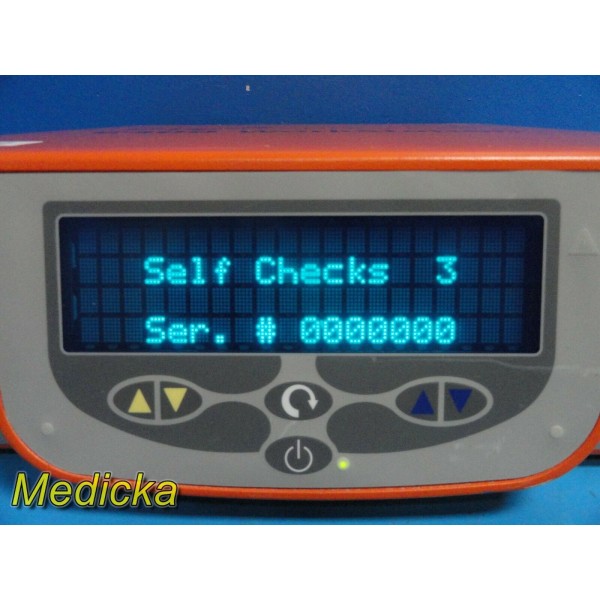 Self Checks 3
Ser. # 0000000
Medicka